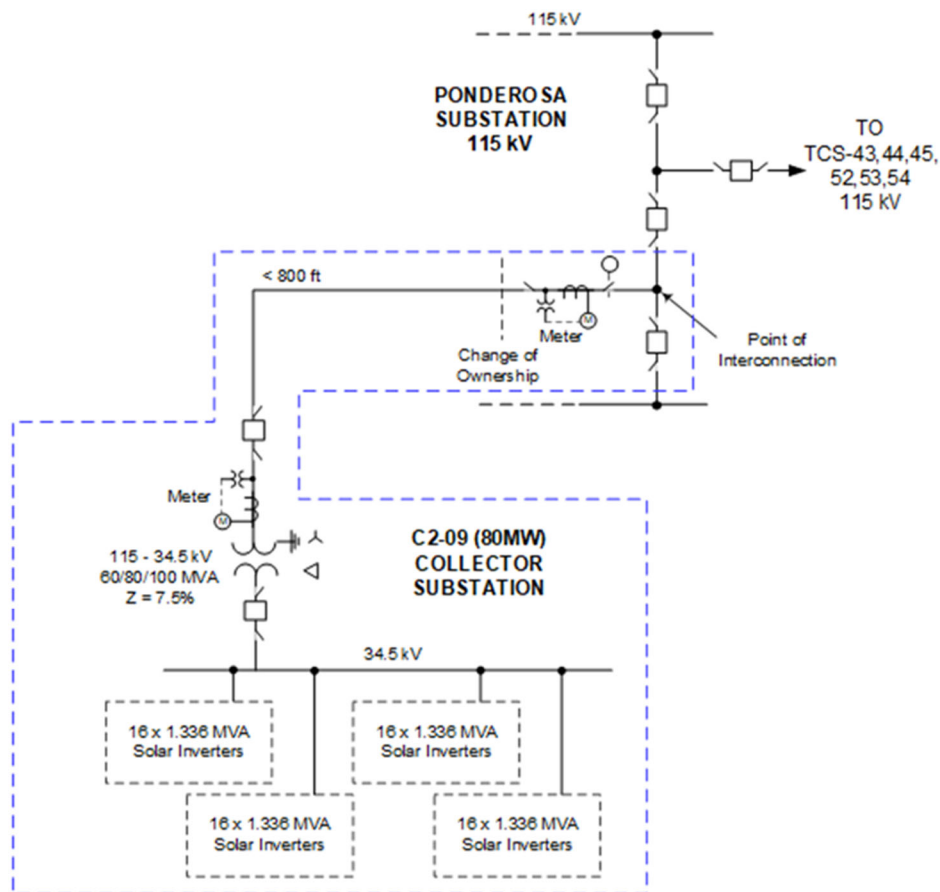 115 kV
PONDEROSA
SUBSTATION
115 kV
TO
TCS-43,44,45,
52,53,54
115 kV
< 800 ft
Meter
M
Change of
Ownership
Point of
Interconnection
Meter
M
115 - 34.5 kV
60/80/100 MVA
Z = 7.5%
C2-09 (80MW)
COLLECTOR
SUBSTATION
34.5 kV
16 x 1.336 MVA
Solar Inverters
16 x 1.336 MVA
Solar Inverters
16 x 1.336 MVA
Solar Inverters
16 x 1.336 MVA
Solar Inverters